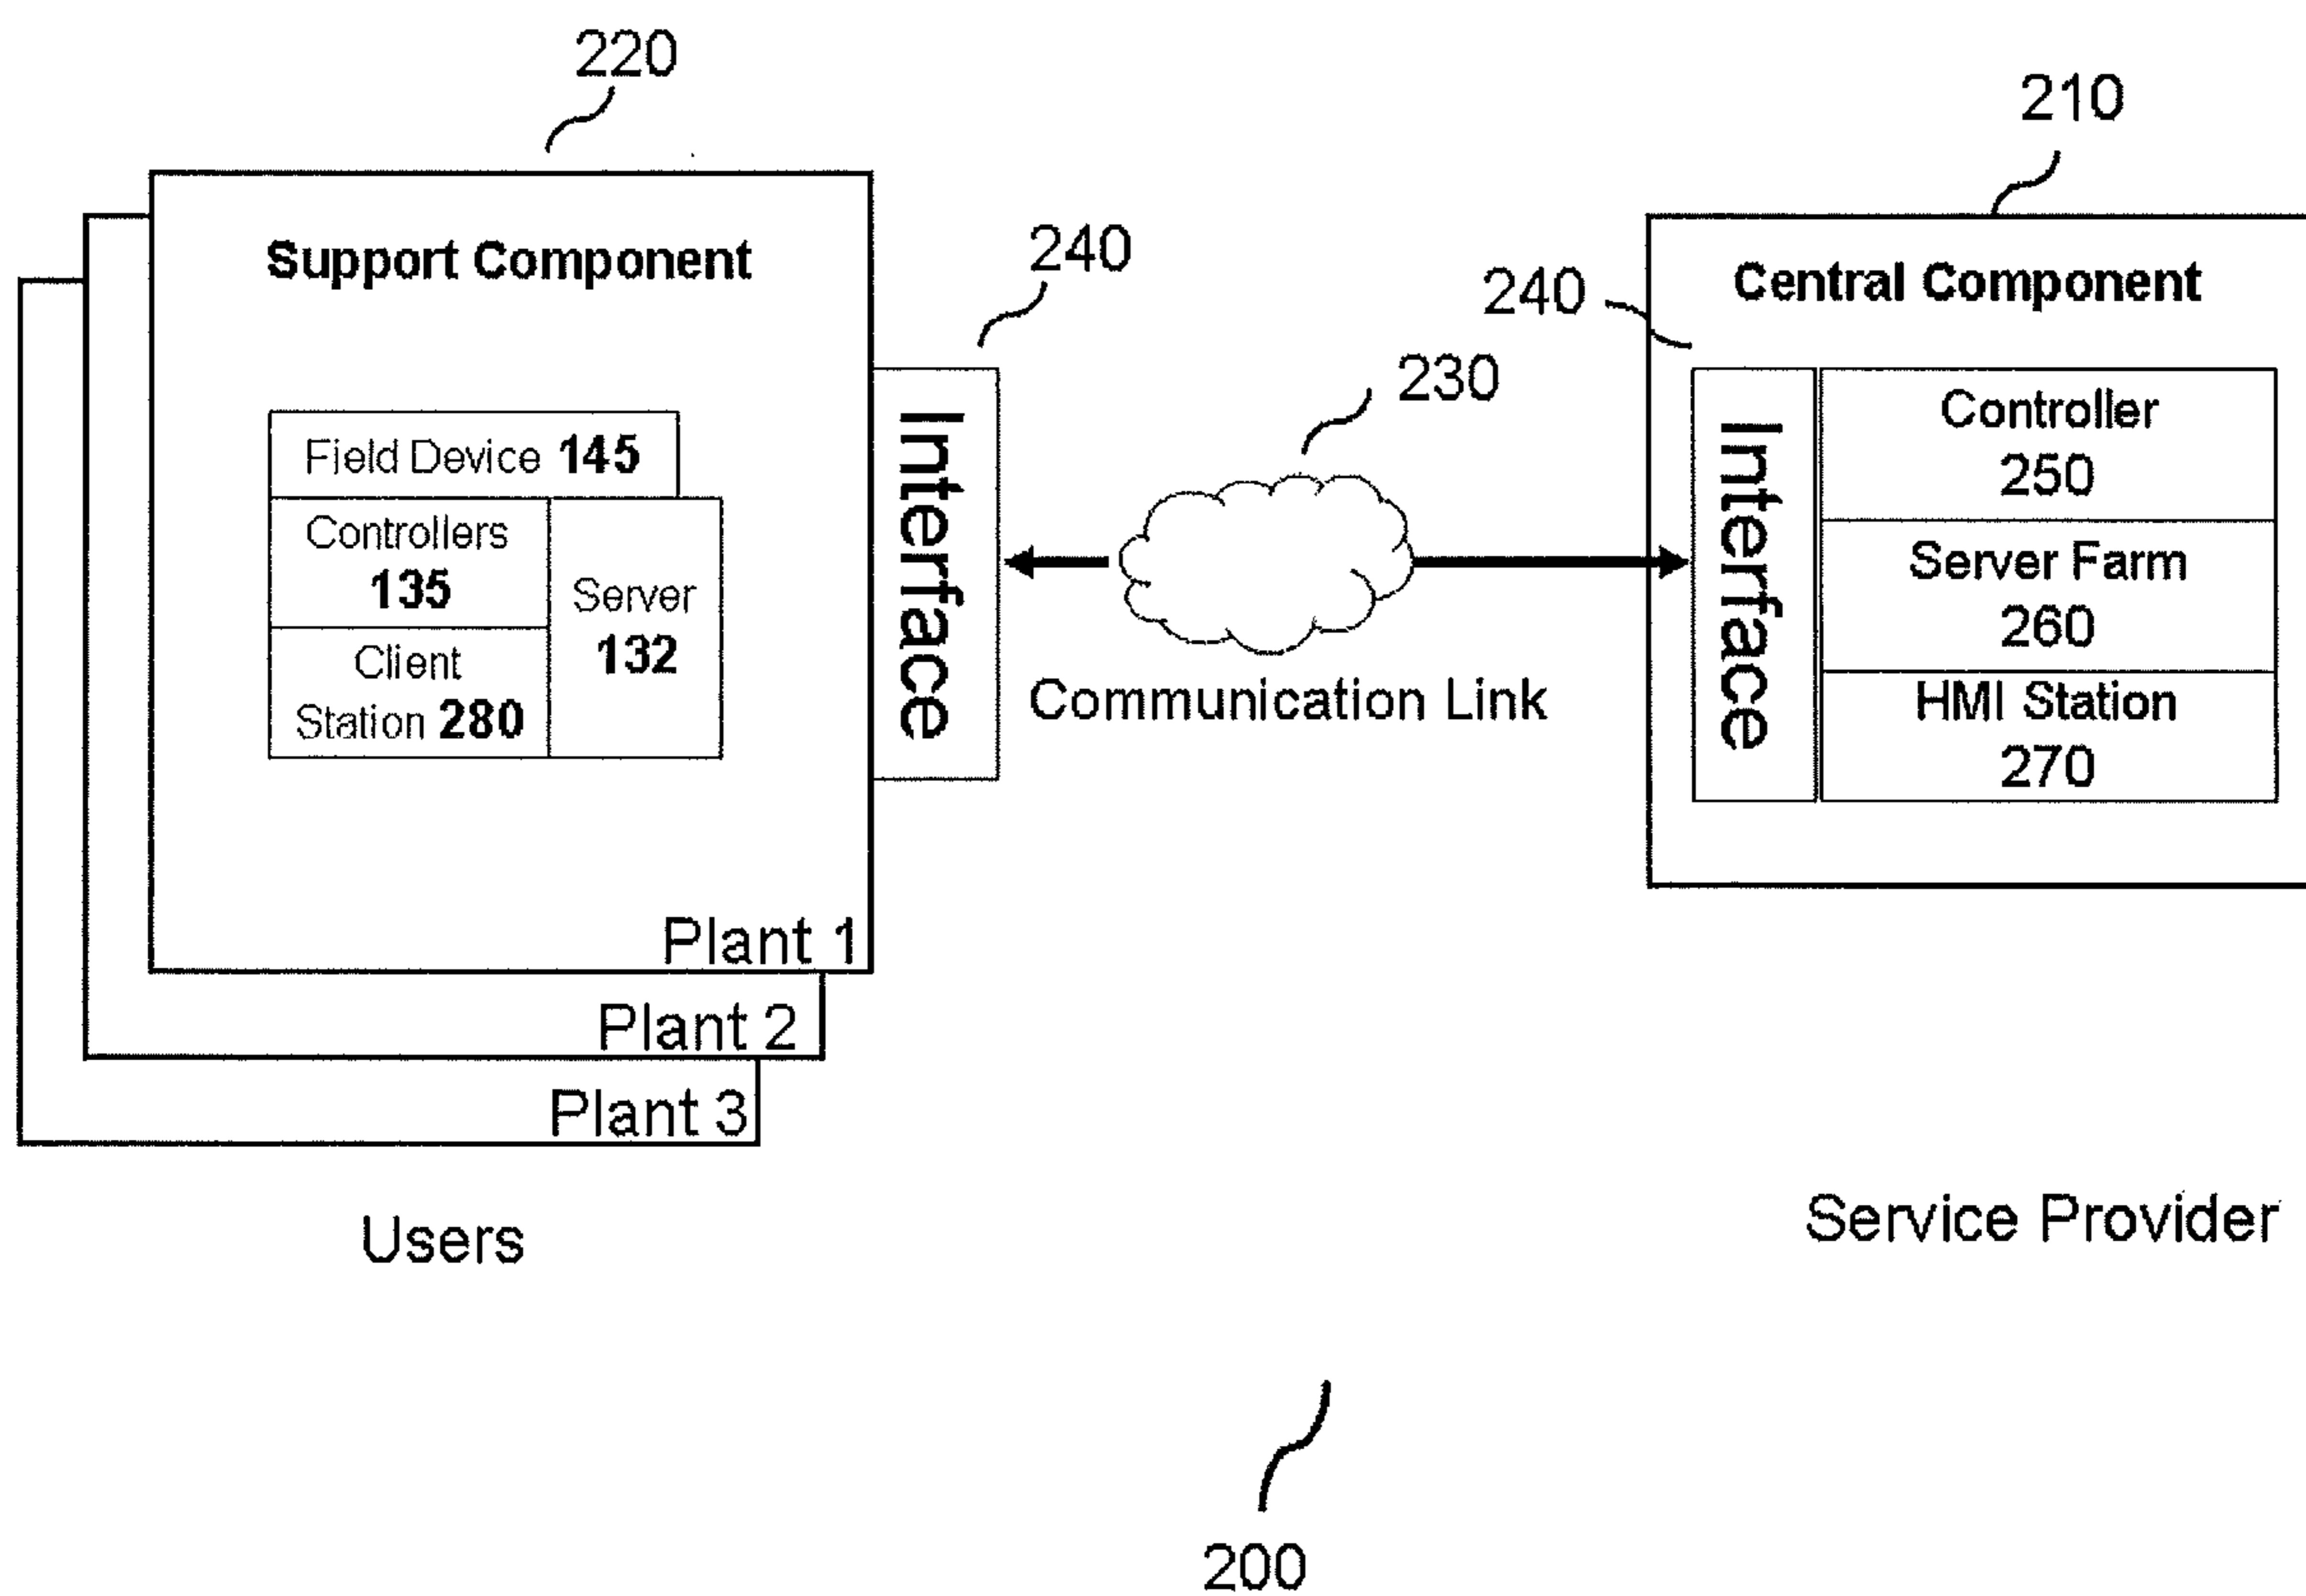 220
210
240
240
230
Support Component
Central Component
Field Device 145
Controllers
135
Client
Station 280
Server
132
Interface
Communication Link
Interface
Controller
250
Server Farm
260
HMI Station
270
Plant 1
Plant 2
Plant 3
Users
Service Provider
200